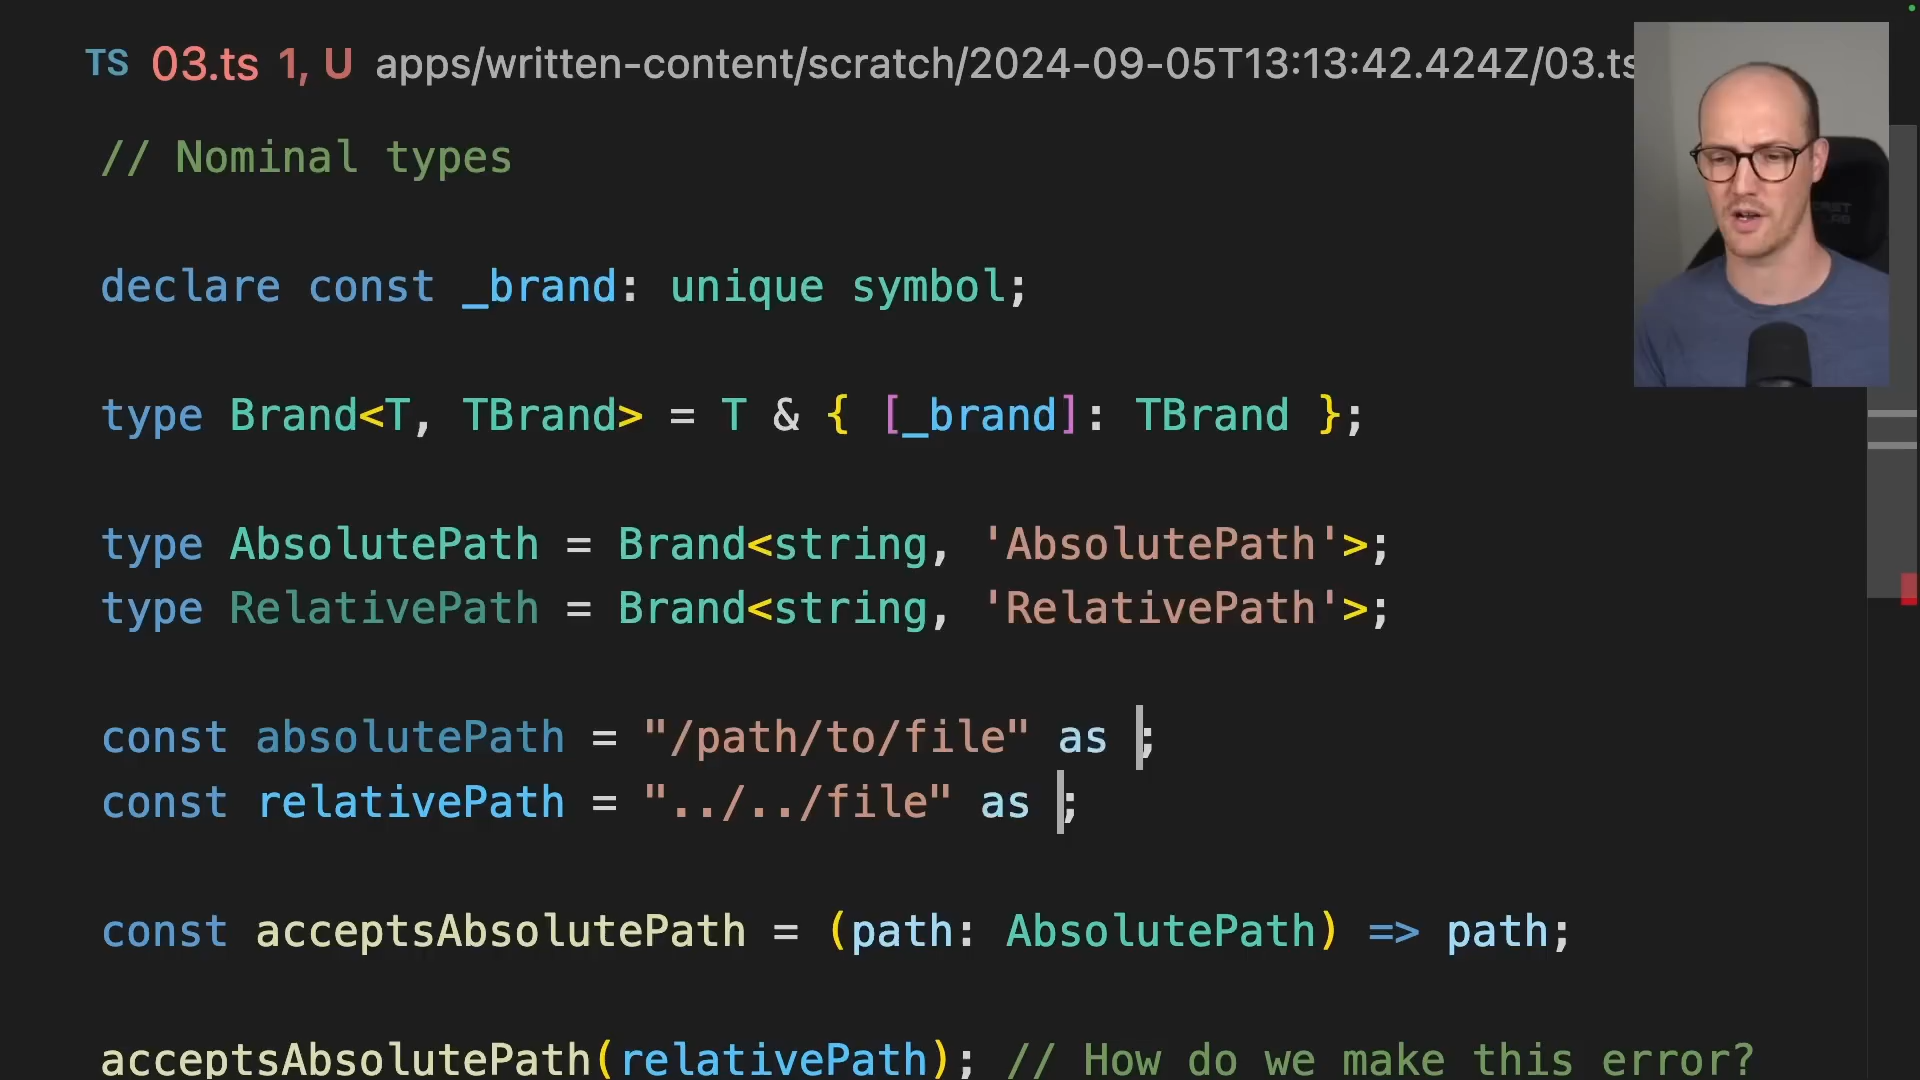 TS 03.ts 1, U apps/written-content/scratch/2024-09-05T13:13:42.424Z/03.ts
// Nominal types
declare const _brand: unique symbol;
type Brand<T, TBrand> = T & { [_brand]: TBrand };
type AbsolutePath = Brand<string, 'AbsolutePath'>;
type RelativePath = Brand<string, 'RelativePath'>;
const absolutePath = "/path/to/file" as ;
const relativePath = "../../file" as ;
const acceptsAbsolutePath = (path: AbsolutePath) => path;
acceptsAbsolutePath(relativePath); // How do we make this error?